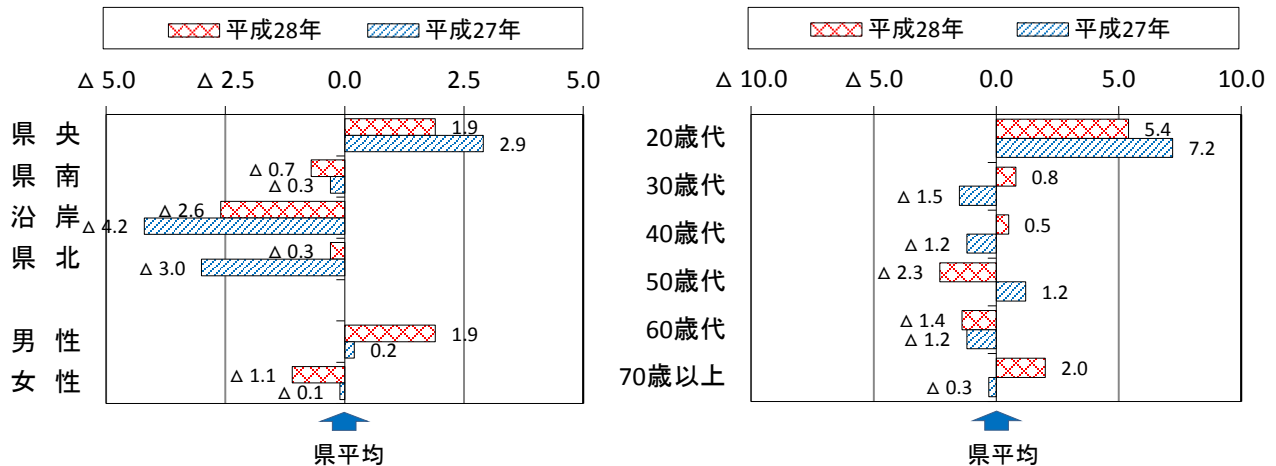 平成28年 平成27年
△ 5.0 △ 2.5 0.0 2.5 5.0
県 央 1.9
2.9
県 南 △ 0.7
△ 0.3
沿 岸 △ 2.6
△ 4.2
県 北 △ 0.3
△ 3.0
男 性 1.9
0.2
女 性 △ 1.1
△ 0.1
県平均
平成28年 平成27年
△ 10.0 △ 5.0 0.0 5.0 10.0
20歳代 5.4
7.2
30歳代 0.8
△ 1.5
40歳代 0.5
△ 1.2
50歳代 △ 2.3
1.2
60歳代 △ 1.4
△ 1.2
70歳以上 2.0
△ 0.3
県平均